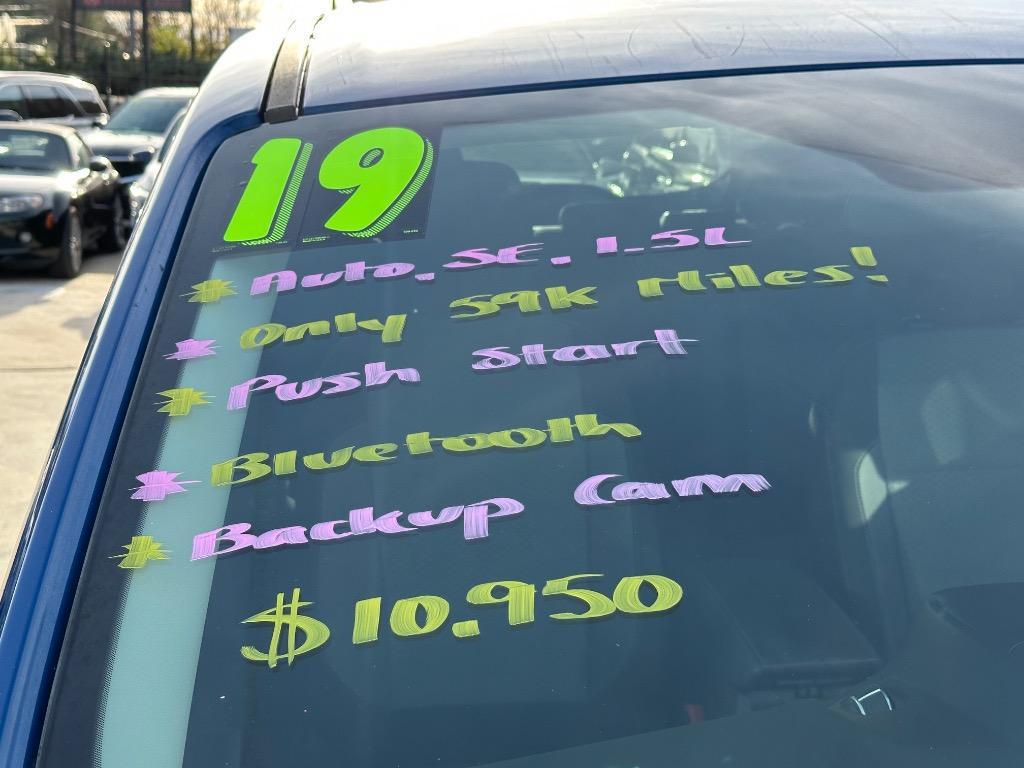 19
* Auto, SE, 1.5L
* Only 59K Miles!
* Push Start
* Bluetooth
* Backup Cam
$10,950